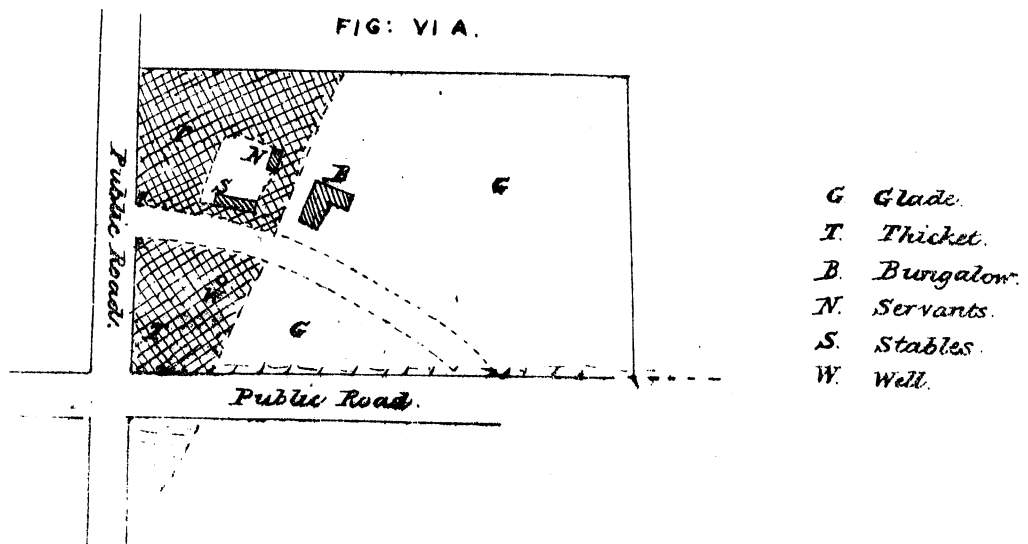 FIG: VI A.
T
N
S
B
G
Public Road.
W
T
G
Public Road.
G Glade.
T. Thicket.
B. Bungalow.
N. Servants.
S. Stables.
W. Well.